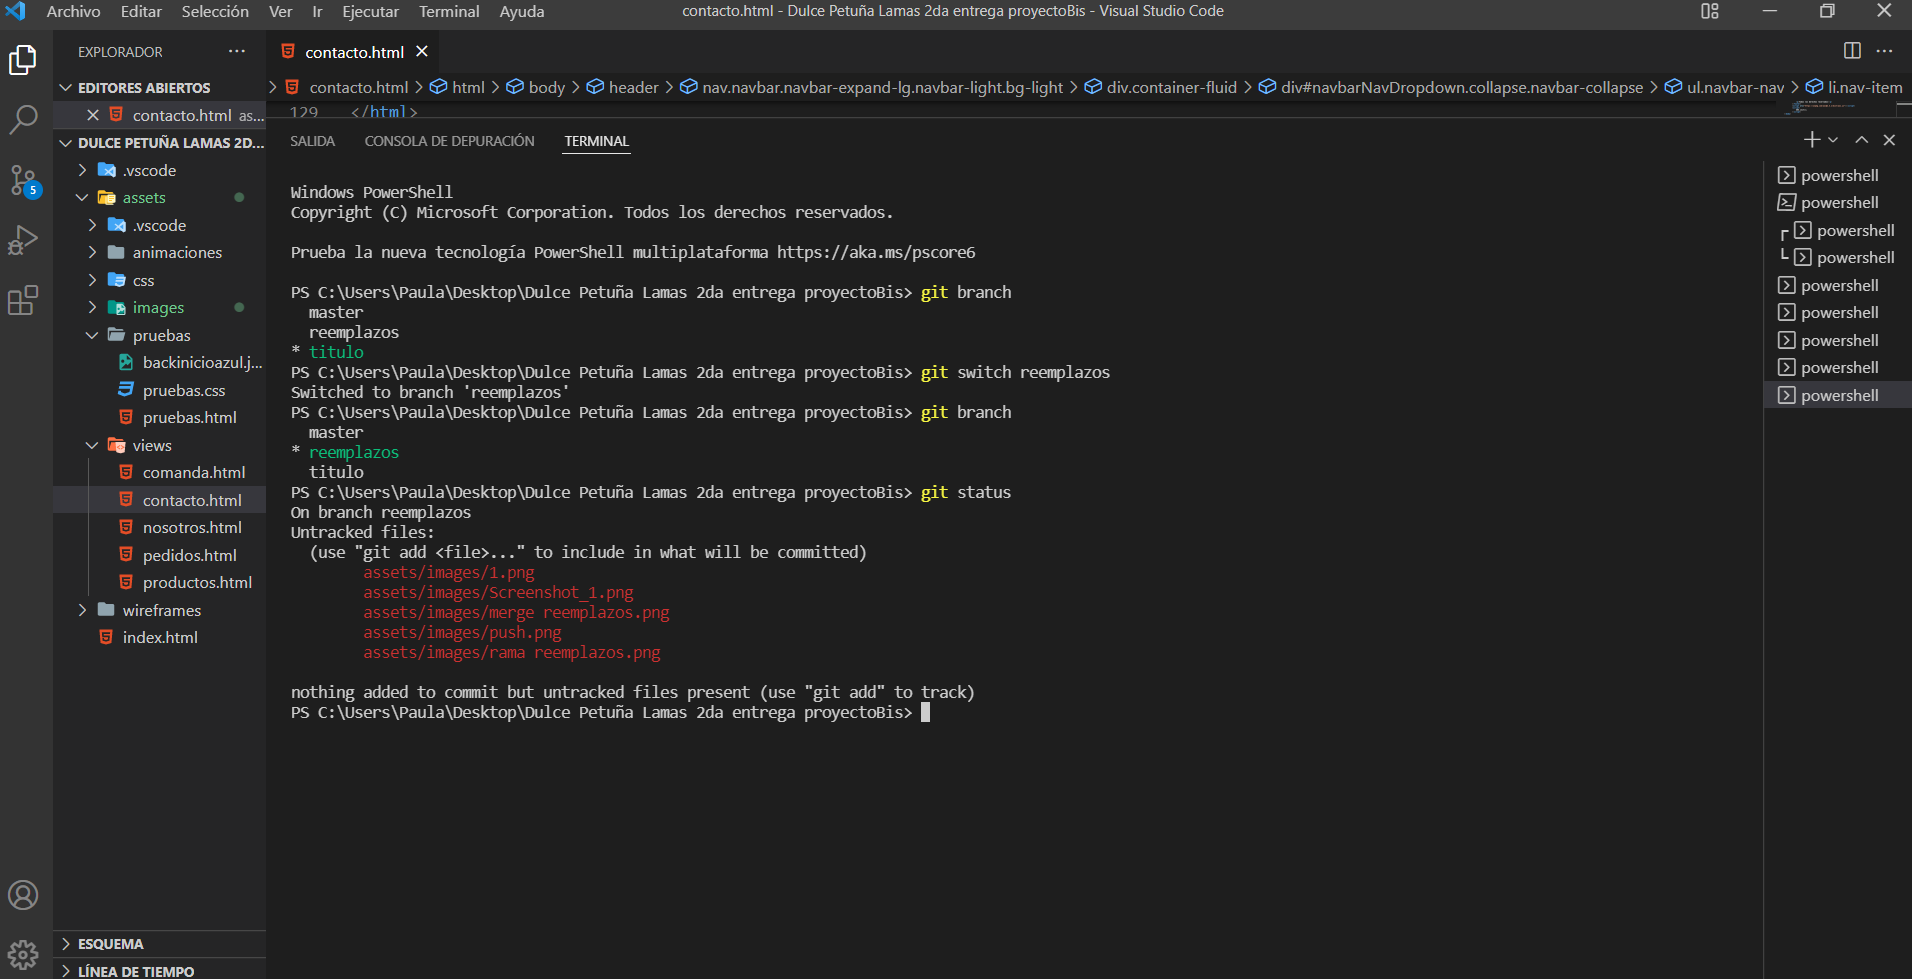 Archivo Editar Selección Ver Ir Ejecutar Terminal Ayuda
contacto.html - Dulce Petuña Lamas 2da entrega proyectoBis - Visual Studio Code
EXPLORADOR
EDITORES ABIERTOS
contacto.html as...
DULCE PETUÑA LAMAS 2D...
.vscode
assets
.vscode
animaciones
css
images
pruebas
backinicioazul.j...
pruebas.css
pruebas.html
views
comanda.html
contacto.html
nosotros.html
pedidos.html
productos.html
wireframes
index.html
ESQUEMA
LÍNEA DE TIEMPO
5
contacto.html
contacto.html > html > body > header > nav.navbar.navbar-expand-lg.navbar-light.bg-light > div.container-fluid > div#navbarNavDropdown.collapse.navbar-collapse > ul.navbar-nav > li.nav-item
129 </html>
SALIDA CONSOLA DE DEPURACIÓN TERMINAL
Windows PowerShell
Copyright (C) Microsoft Corporation. Todos los derechos reservados.
Prueba la nueva tecnología PowerShell multiplataforma https://aka.ms/pscore6
PS C:\Users\Paula\Desktop\Dulce Petuña Lamas 2da entrega proyectoBis> git branch
master
reemplazos
* titulo
PS C:\Users\Paula\Desktop\Dulce Petuña Lamas 2da entrega proyectoBis> git switch reemplazos
Switched to branch 'reemplazos'
PS C:\Users\Paula\Desktop\Dulce Petuña Lamas 2da entrega proyectoBis> git branch
master
* reemplazos
titulo
PS C:\Users\Paula\Desktop\Dulce Petuña Lamas 2da entrega proyectoBis> git status
On branch reemplazos
Untracked files:
(use "git add <file>..." to include in what will be committed)
assets/images/1.png
assets/images/Screenshot_1.png
assets/images/merge reemplazos.png
assets/images/push.png
assets/images/rama reemplazos.png
nothing added to commit but untracked files present (use "git add" to track)
PS C:\Users\Paula\Desktop\Dulce Petuña Lamas 2da entrega proyectoBis>
powershell
powershell
powershell
powershell
powershell
powershell
powershell
powershell
powershell